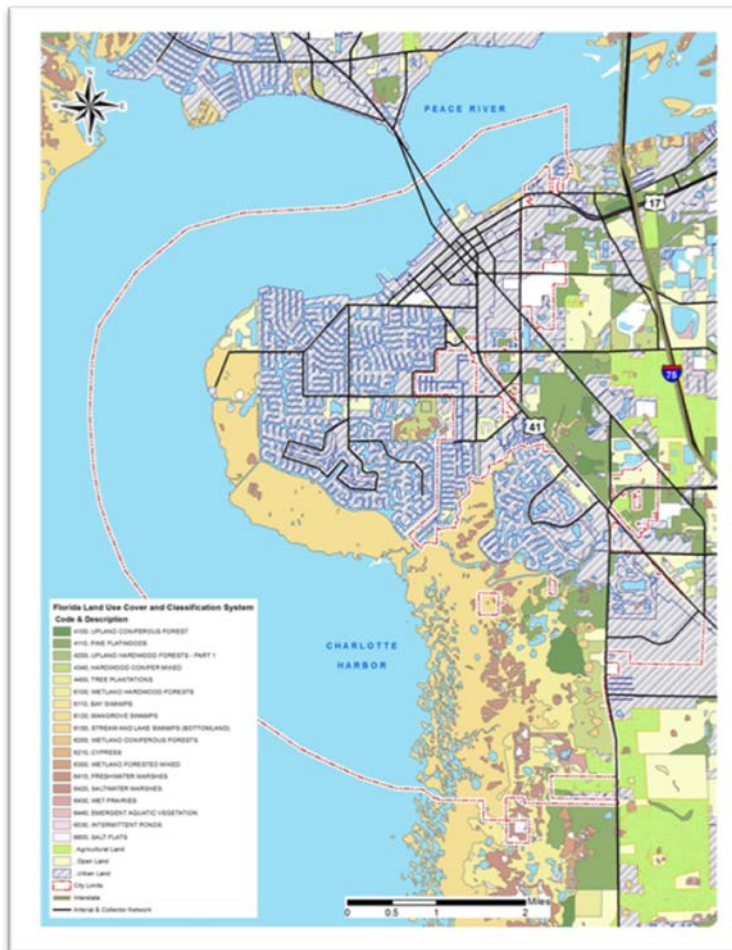 N
W
E
S
PEACE RIVER
17
75
41
CHARLOTTE
HARBOR
Florida Land Use Cover and Classification System
Code & Description
4100, UPLAND CONIFEROUS FOREST
4110, PINE FLATWOODS
4200, UPLAND HARDWOOD FORESTS - PART 1
4340, HARDWOOD CONIFER MIXED
4400, TREE PLANTATIONS
6100, WETLAND HARDWOOD FORESTS
6110, BAY SWAMPS
6120, MANGROVE SWAMPS
6150, STREAM AND LAKE SWAMPS (BOTTOMLAND)
6200, WETLAND CONIFEROUS FORESTS
6210, CYPRESS
6300, WETLAND FORESTED MIXED
6410, FRESHWATER MARSHES
6420, SALTWATER MARSHES
6430, WET PRAIRIES
6440, EMERGENT AQUATIC VEGETATION
INTERMITTENT PONDS
6600, SALT FLATS
, Agricultural Land
, Open Land
, Urban Land
City Limits
Interstate
Arterial & Collector Network
Miles
0 0.5 1 2